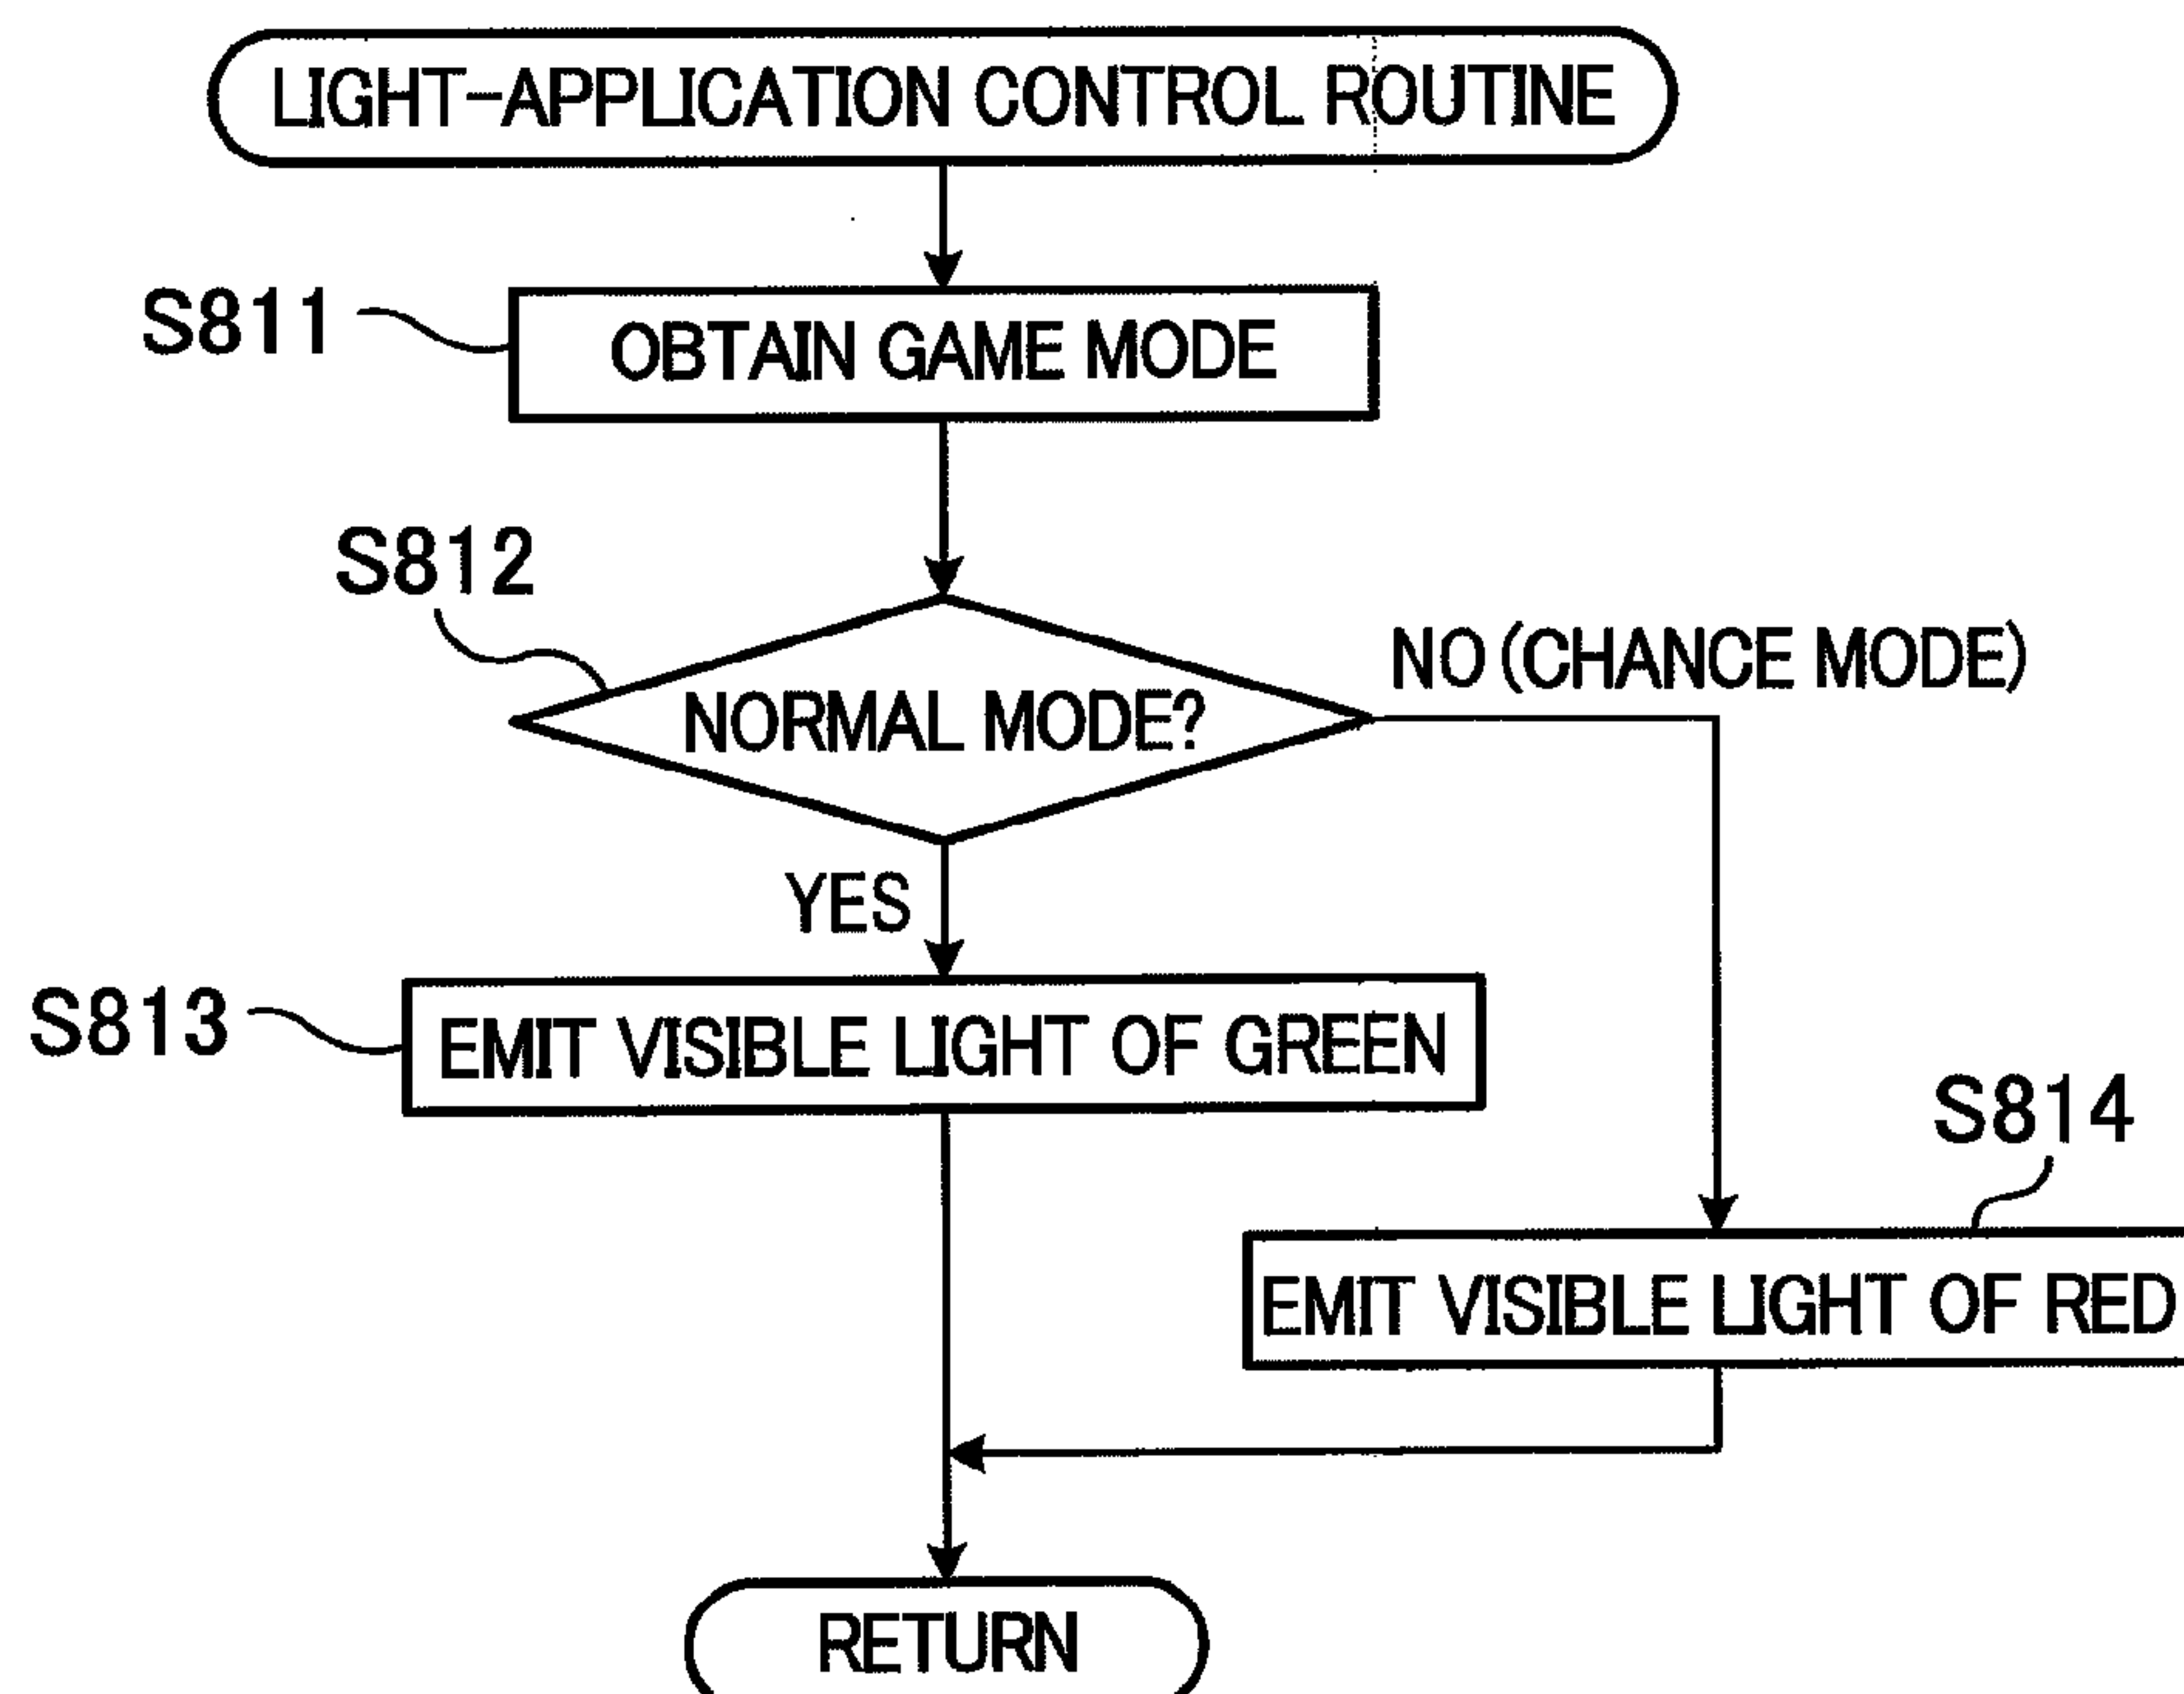 LIGHT-APPLICATION CONTROL ROUTINE
S811
OBTAIN GAME MODE
S812
NORMAL MODE?
NO (CHANCE MODE)
YES
S813
EMIT VISIBLE LIGHT OF GREEN
S814
EMIT VISIBLE LIGHT OF RED
RETURN